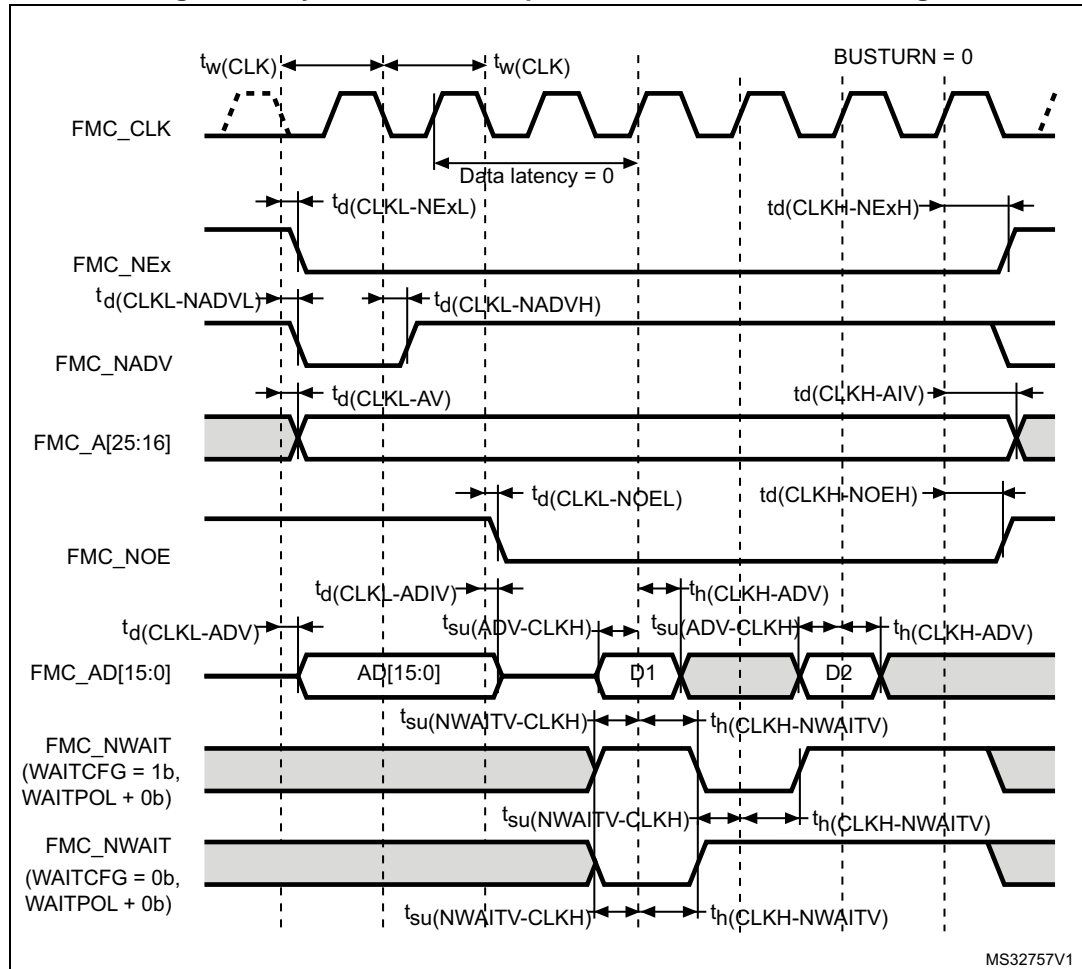 BUSTURN = 0
tw(CLK) tw(CLK)
FMC_CLK
Data latency = 0
td(CLKL-NExL) td(CLKH-NExH)
FMC_NEx
td(CLKL-NADVL) td(CLKL-NADVH)
FMC_NADV
td(CLKL-AV) td(CLKH-AIV)
FMC_A[25:16]
td(CLKL-NOEL) td(CLKH-NOEH)
FMC_NOE
td(CLKL-ADIV) th(CLKH-ADV)
td(CLKL-ADV) tsu(ADV-CLKH) tsu(ADV-CLKH) th(CLKH-ADV)
FMC_AD[15:0] AD[15:0] D1 D2
tsu(NWAITV-CLKH) th(CLKH-NWAITV)
FMC_NWAIT
(WAITCFG = 1b,
WAITPOL + 0b)
tsu(NWAITV-CLKH) th(CLKH-NWAITV)
FMC_NWAIT
(WAITCFG = 0b,
WAITPOL + 0b)
tsu(NWAITV-CLKH) th(CLKH-NWAITV)
MS32757V1